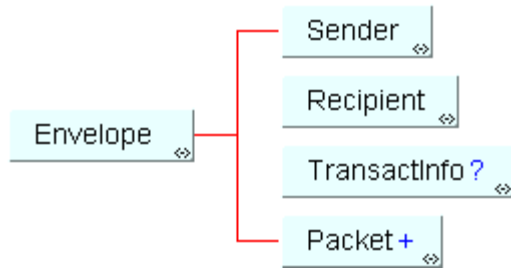 Sender
Recipient
Envelope
TransactInfo?
Packet+